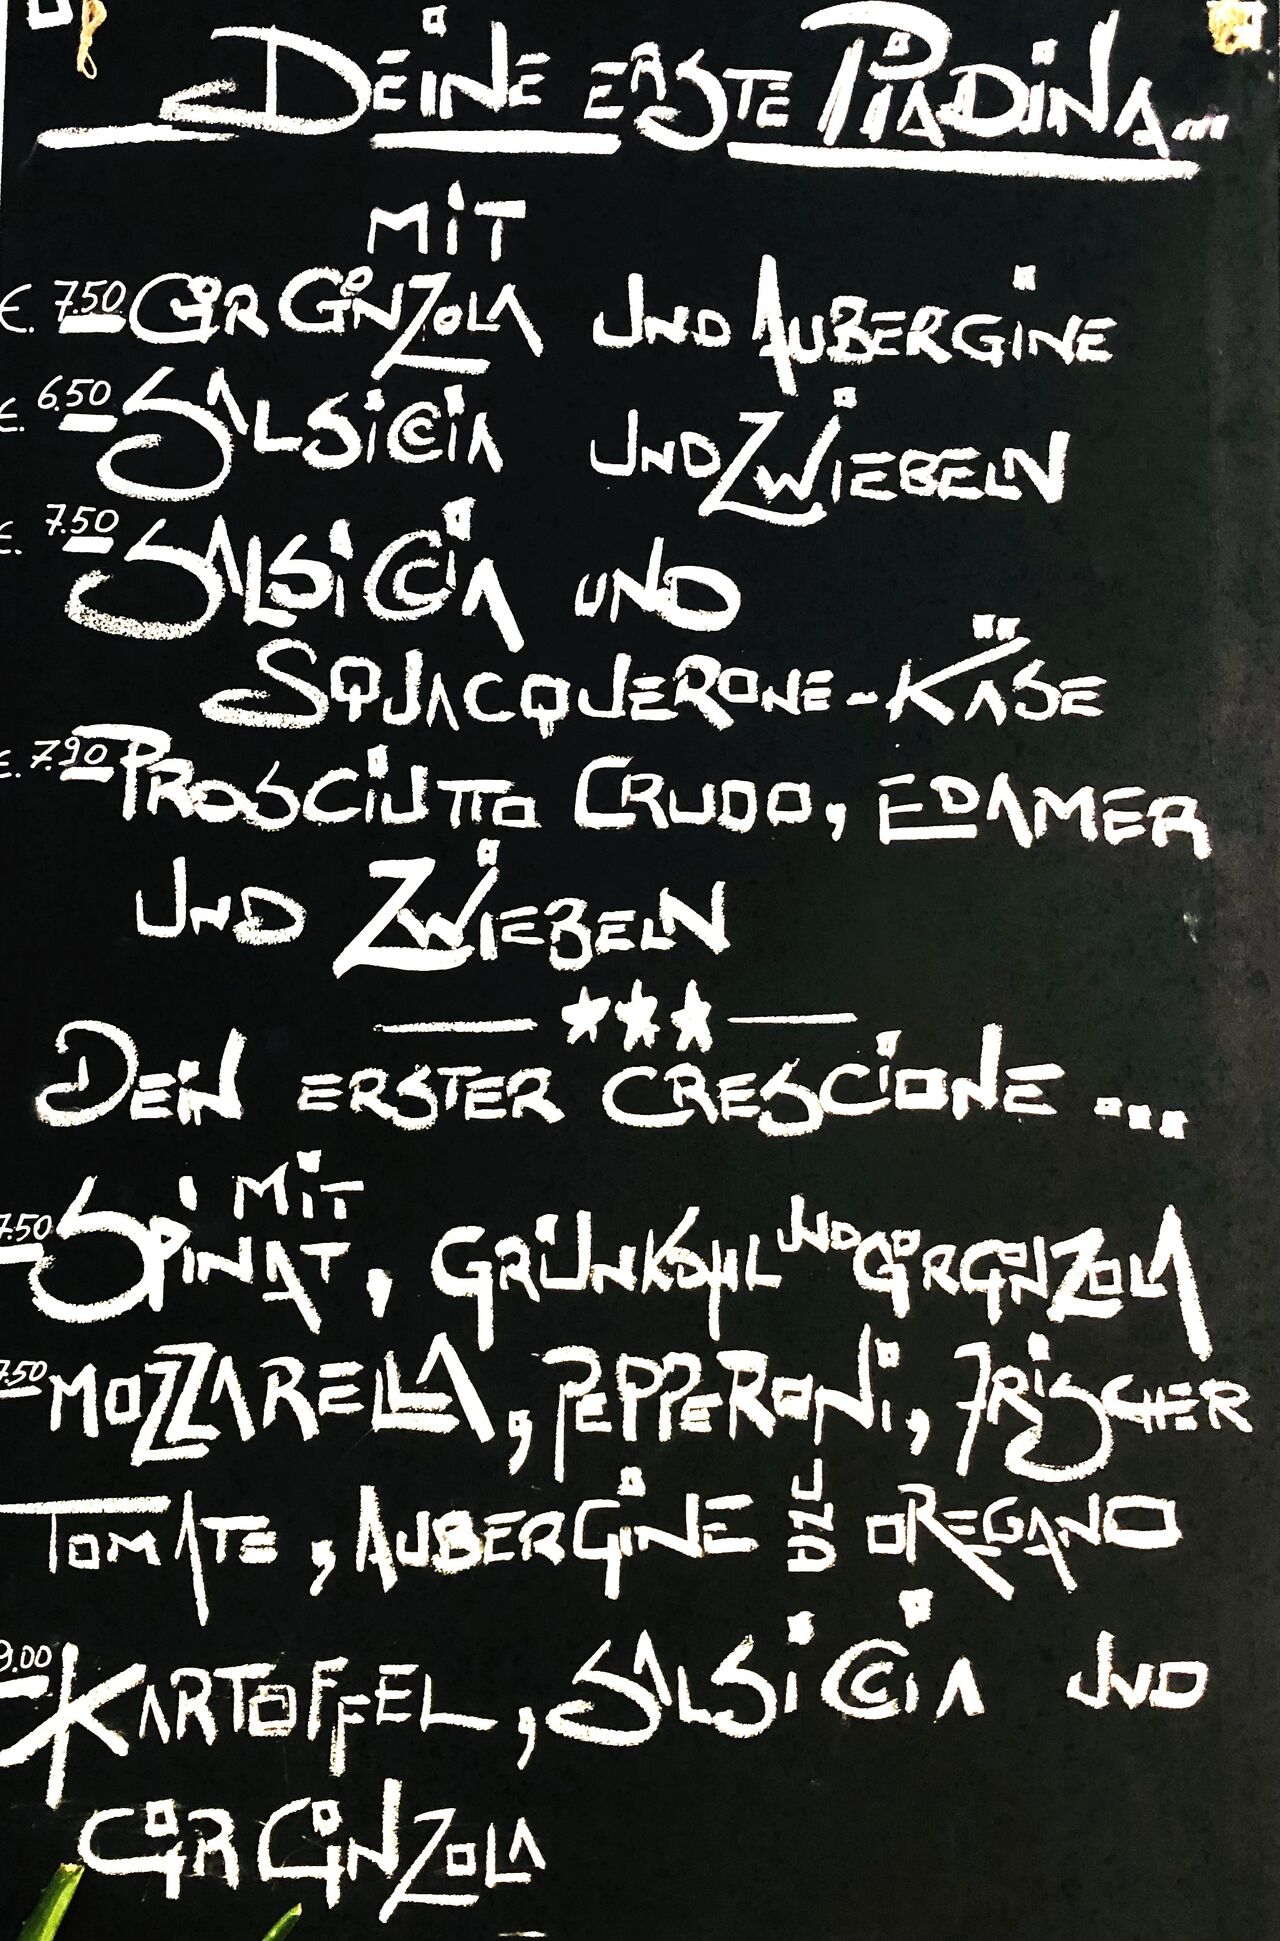 DEINE ERSTE PIADINA...
MIT
€. 7.50 GORGONZOLA UND AUBERGINE
€. 6.50 SALSICCIA UND ZWIEBELN
€. 7.50 SALSICCIA UND
SQUACQUERONE-KÄSE
€. 7.90 PROSCIUTTO CRUDO, EDAMER
UND ZWIEBELN
DEIN ERSTER CRESCIONE...
MIT
7.50 SPINAT, GRÜNKOHL UND GORGONZOLA
7.50 MOZZARELLA, PEPPERONI, FRISCHER
TOMATE, AUBERGINE UND OREGANO
9.00 KARTOFFEL, SALSICCIA UND
GORGONZOLA